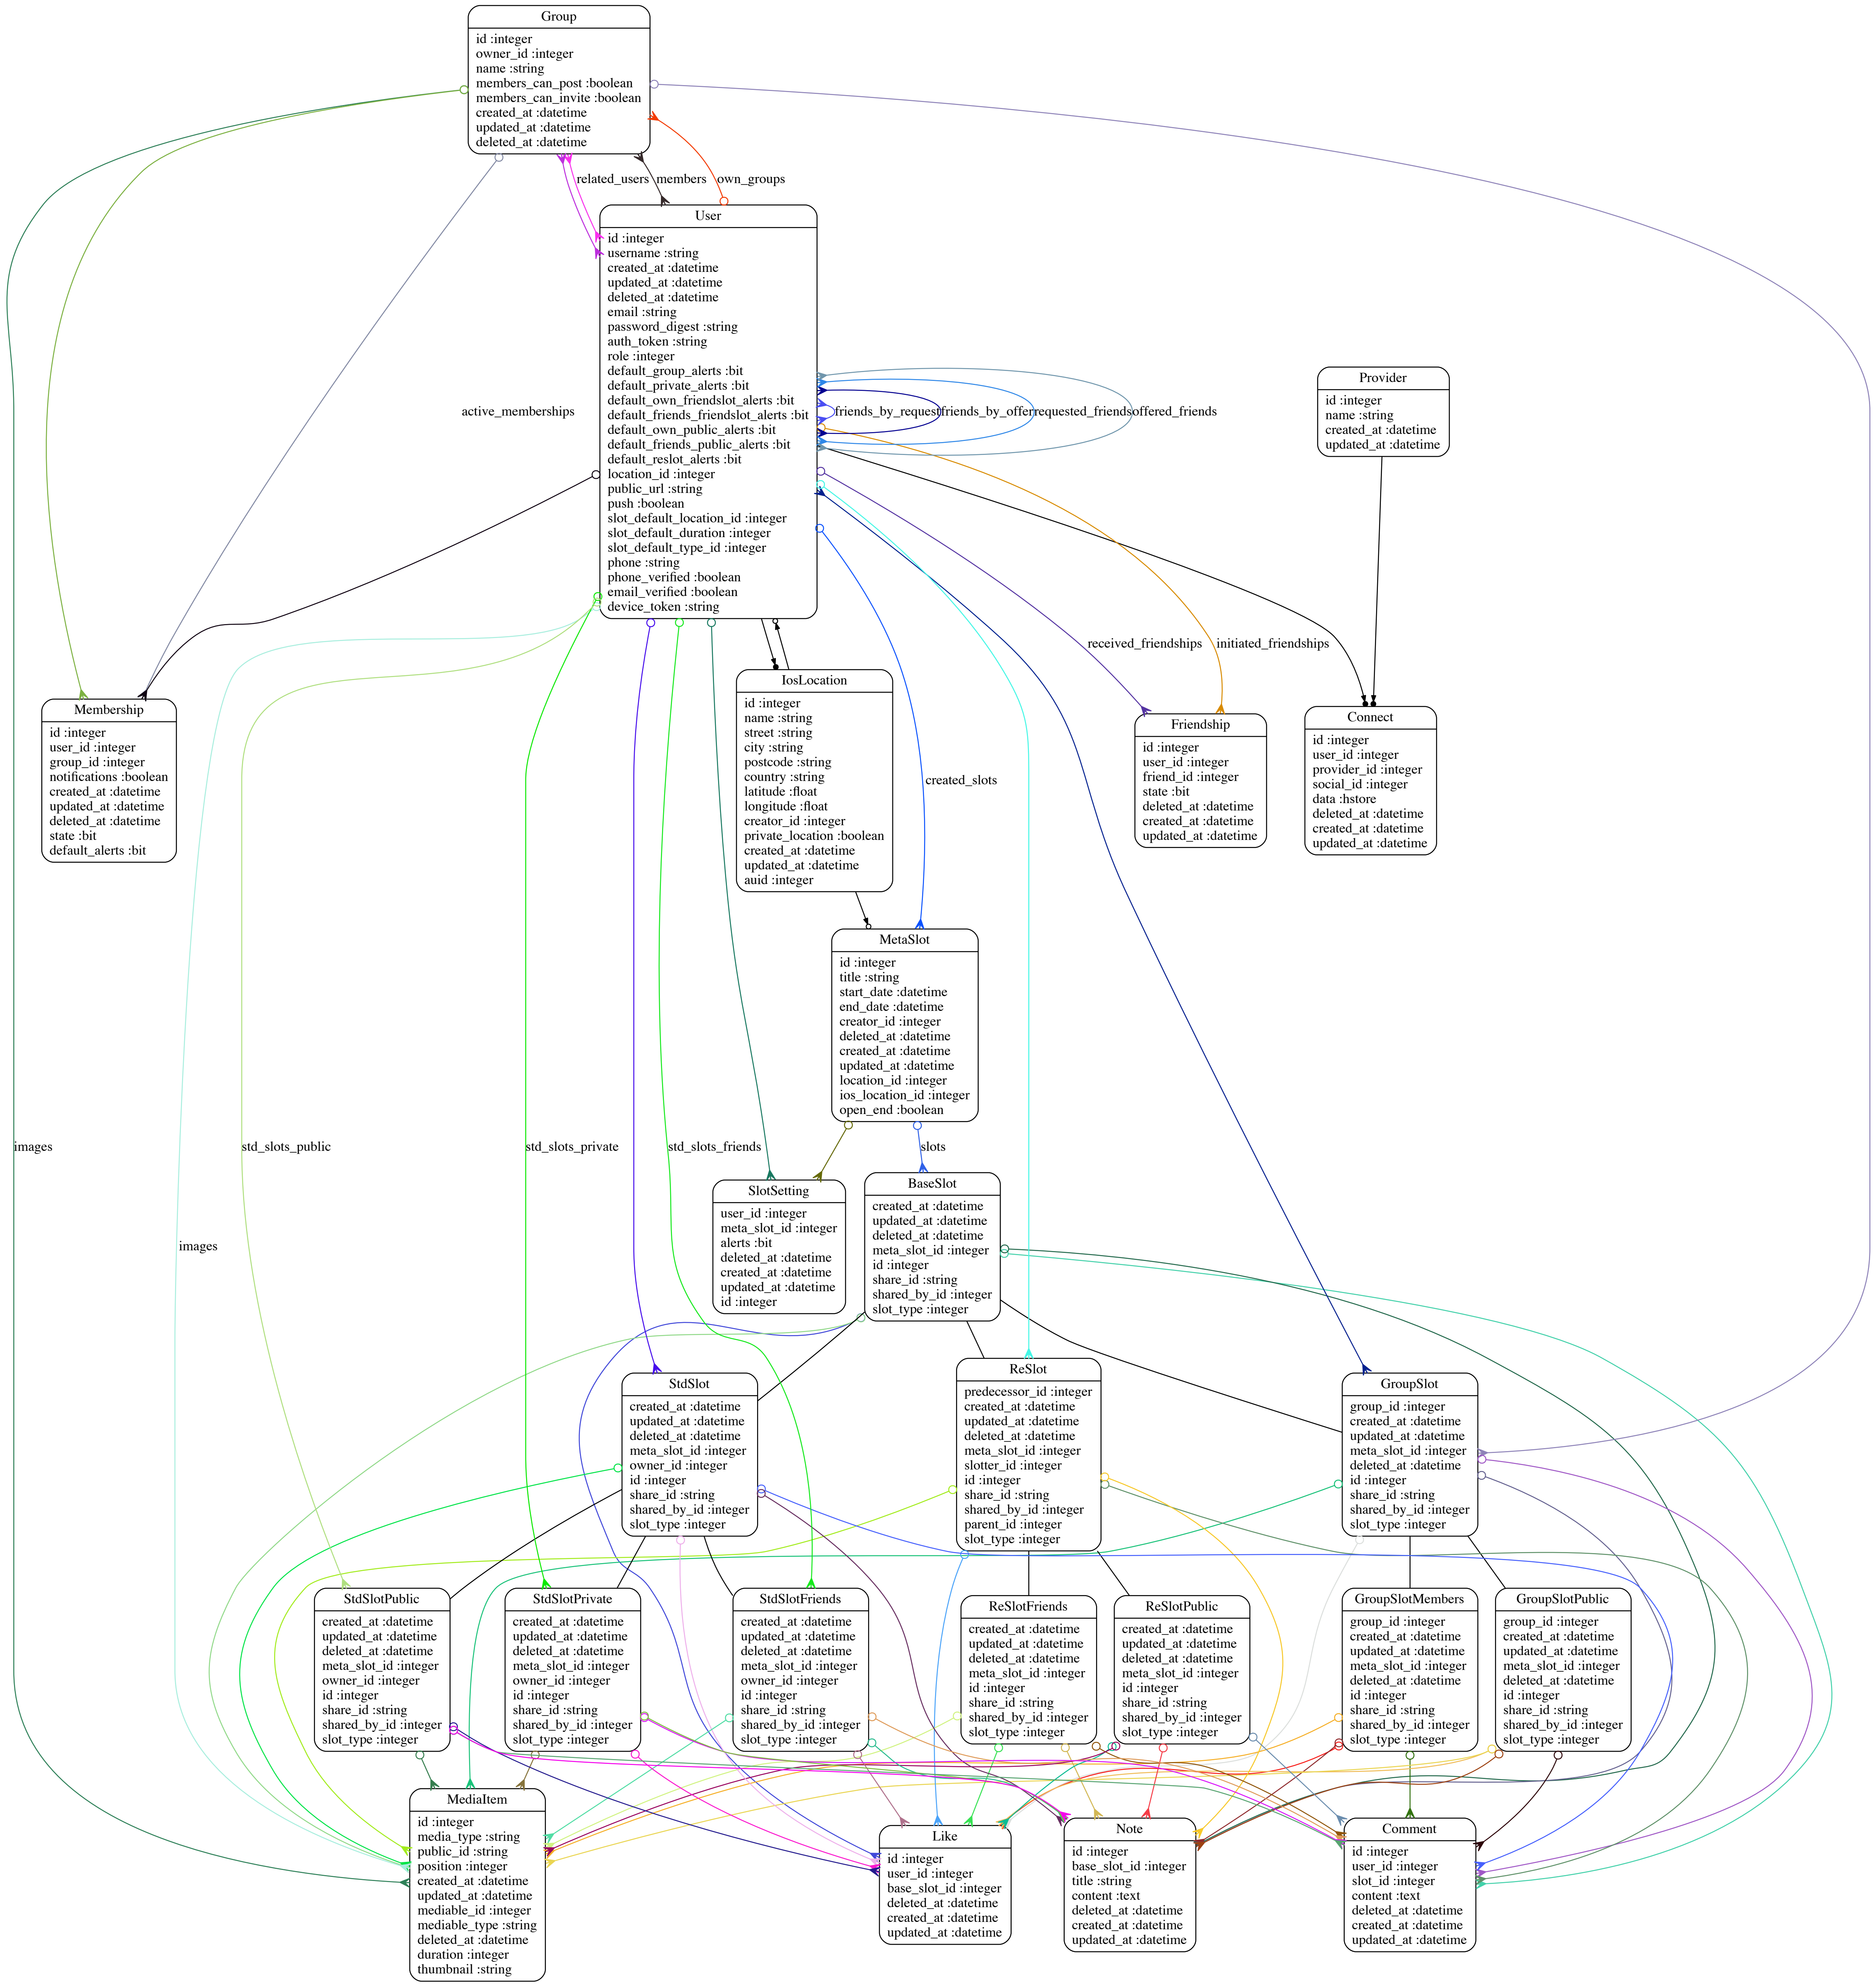 Group
id :integer
owner_id :integer
name :string
members_can_post :boolean
members_can_invite :boolean
created_at :datetime
updated_at :datetime
deleted_at :datetime
related_users
members
own_groups
User
id :integer
username :string
created_at :datetime
updated_at :datetime
deleted_at :datetime
email :string
password_digest :string
auth_token :string
role :integer
default_group_alerts :bit
default_private_alerts :bit
default_own_friendslot_alerts :bit
default_friends_friendslot_alerts :bit
default_own_public_alerts :bit
default_friends_public_alerts :bit
default_reslot_alerts :bit
location_id :integer
public_url :string
push :boolean
slot_default_location_id :integer
slot_default_duration :integer
slot_default_type_id :integer
phone :string
phone_verified :boolean
email_verified :boolean
device_token :string
active_memberships
friends_by_request
friends_by_offer
requested_friends
offered_friends
Provider
id :integer
name :string
created_at :datetime
updated_at :datetime
received_friendships
initiated_friendships
Membership
id :integer
user_id :integer
group_id :integer
notifications :boolean
created_at :datetime
updated_at :datetime
deleted_at :datetime
state :bit
default_alerts :bit
IosLocation
id :integer
name :string
street :string
city :string
postcode :string
country :string
latitude :float
longitude :float
creator_id :integer
private_location :boolean
created_at :datetime
updated_at :datetime
auid :integer
created_slots
Friendship
id :integer
user_id :integer
friend_id :integer
state :bit
deleted_at :datetime
created_at :datetime
updated_at :datetime
Connect
id :integer
user_id :integer
provider_id :integer
social_id :integer
data :hstore
deleted_at :datetime
created_at :datetime
updated_at :datetime
MetaSlot
id :integer
title :string
start_date :datetime
end_date :datetime
creator_id :integer
deleted_at :datetime
created_at :datetime
updated_at :datetime
location_id :integer
ios_location_id :integer
open_end :boolean
images
std_slots_public
std_slots_private
std_slots_friends
slots
images
SlotSetting
user_id :integer
meta_slot_id :integer
alerts :bit
deleted_at :datetime
created_at :datetime
updated_at :datetime
id :integer
BaseSlot
created_at :datetime
updated_at :datetime
deleted_at :datetime
meta_slot_id :integer
id :integer
share_id :string
shared_by_id :integer
slot_type :integer
StdSlot
created_at :datetime
updated_at :datetime
deleted_at :datetime
meta_slot_id :integer
owner_id :integer
id :integer
share_id :string
shared_by_id :integer
slot_type :integer
ReSlot
predecessor_id :integer
created_at :datetime
updated_at :datetime
deleted_at :datetime
meta_slot_id :integer
slotter_id :integer
id :integer
share_id :string
shared_by_id :integer
parent_id :integer
slot_type :integer
GroupSlot
group_id :integer
created_at :datetime
updated_at :datetime
meta_slot_id :integer
deleted_at :datetime
id :integer
share_id :string
shared_by_id :integer
slot_type :integer
StdSlotPublic
created_at :datetime
updated_at :datetime
deleted_at :datetime
meta_slot_id :integer
owner_id :integer
id :integer
share_id :string
shared_by_id :integer
slot_type :integer
StdSlotPrivate
created_at :datetime
updated_at :datetime
deleted_at :datetime
meta_slot_id :integer
owner_id :integer
id :integer
share_id :string
shared_by_id :integer
slot_type :integer
StdSlotFriends
created_at :datetime
updated_at :datetime
deleted_at :datetime
meta_slot_id :integer
owner_id :integer
id :integer
share_id :string
shared_by_id :integer
slot_type :integer
ReSlotFriends
created_at :datetime
updated_at :datetime
deleted_at :datetime
meta_slot_id :integer
id :integer
share_id :string
shared_by_id :integer
slot_type :integer
ReSlotPublic
created_at :datetime
updated_at :datetime
deleted_at :datetime
meta_slot_id :integer
id :integer
share_id :string
shared_by_id :integer
slot_type :integer
GroupSlotMembers
group_id :integer
created_at :datetime
updated_at :datetime
meta_slot_id :integer
deleted_at :datetime
id :integer
share_id :string
shared_by_id :integer
slot_type :integer
GroupSlotPublic
group_id :integer
created_at :datetime
updated_at :datetime
meta_slot_id :integer
deleted_at :datetime
id :integer
share_id :string
shared_by_id :integer
slot_type :integer
MediaItem
id :integer
media_type :string
public_id :string
position :integer
created_at :datetime
updated_at :datetime
mediable_id :integer
mediable_type :string
deleted_at :datetime
duration :integer
thumbnail :string
Like
id :integer
user_id :integer
base_slot_id :integer
deleted_at :datetime
created_at :datetime
updated_at :datetime
Note
id :integer
base_slot_id :integer
title :string
content :text
deleted_at :datetime
created_at :datetime
updated_at :datetime
Comment
id :integer
user_id :integer
slot_id :integer
content :text
deleted_at :datetime
created_at :datetime
updated_at :datetime